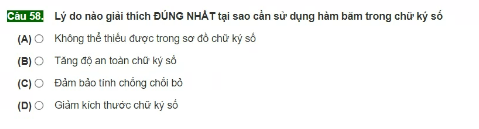 Câu 58. Lý do nào giải thích ĐÚNG NHẤT tại sao cần sử dụng hàm băm trong chữ ký số
(A) Không thể thiếu được trong sơ đồ chữ ký số
(B) Tăng độ an toàn chữ ký số
(C) Đảm bảo tính chống chối bỏ
(D) Giảm kích thước chữ ký số